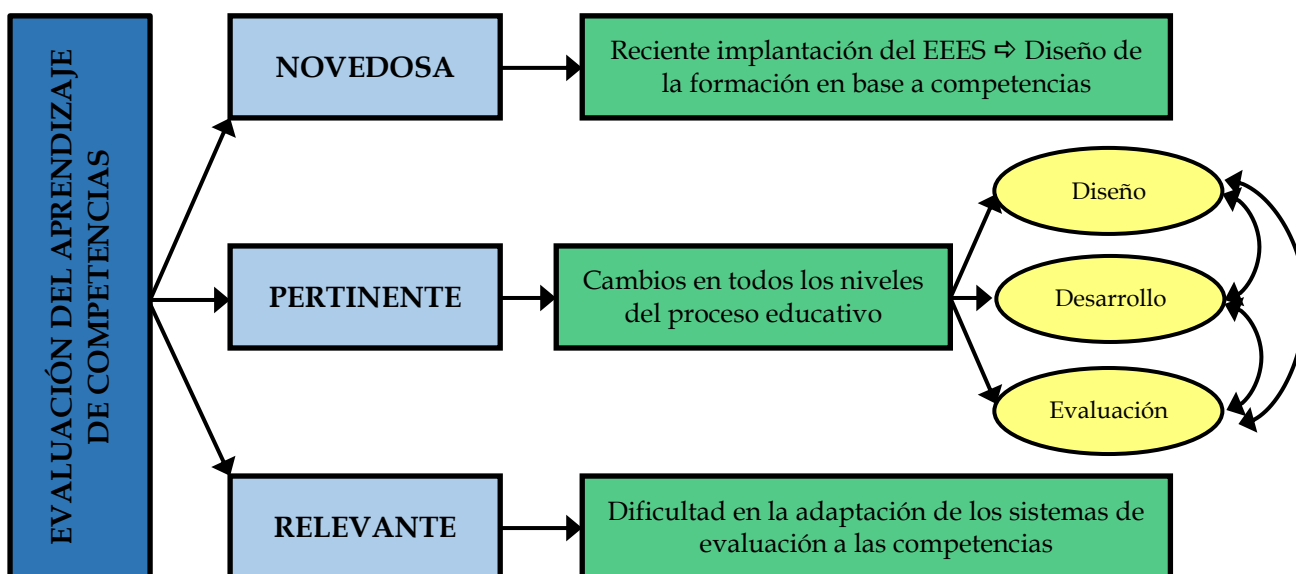 EVALUACIÓN DEL APRENDIZAJE
DE COMPETENCIAS
NOVEDOSA
Reciente implantación del EEES ⇨ Diseño de
la formación en base a competencias
PERTINENTE
Cambios en todos los niveles
del proceso educativo
Diseño
Desarrollo
Evaluación
RELEVANTE
Dificultad en la adaptación de los sistemas de
evaluación a las competencias